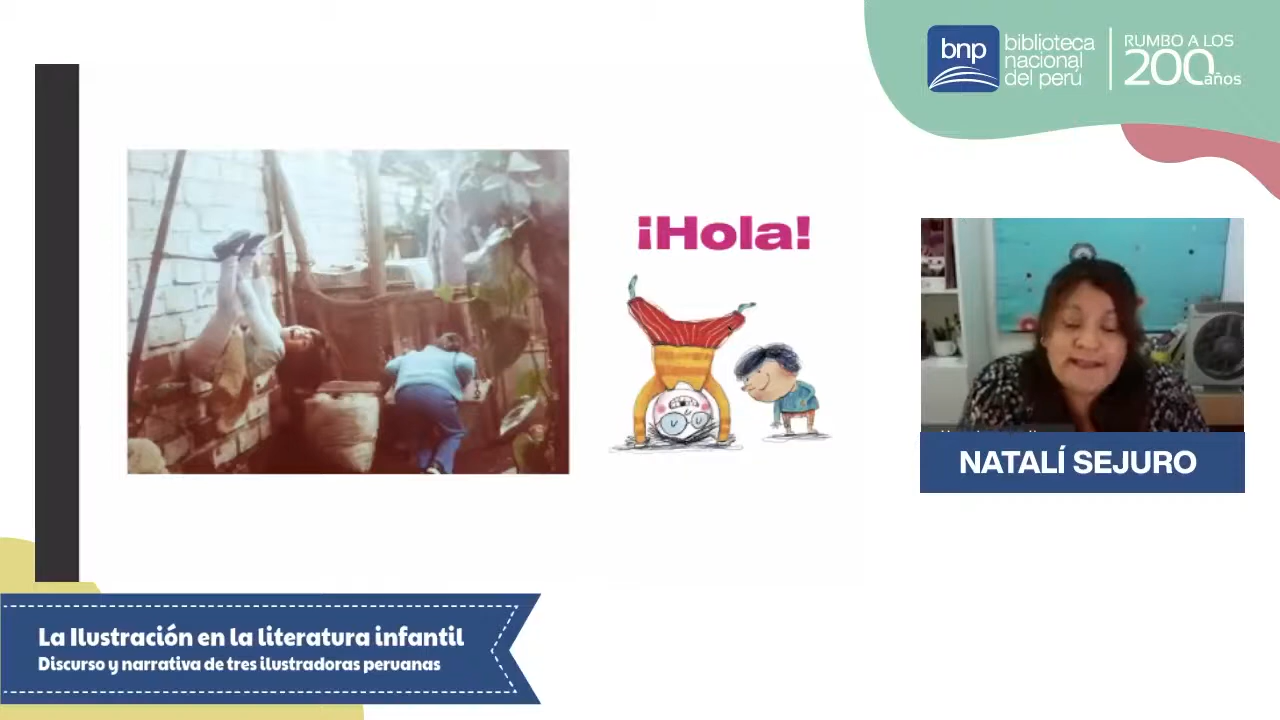 bnp
biblioteca
nacional
del perú
RUMBO A LOS
200
años
¡Hola!
NATALÍ SEJURO
La Ilustración en la literatura infantil
Discurso y narrativa de tres ilustradoras peruanas